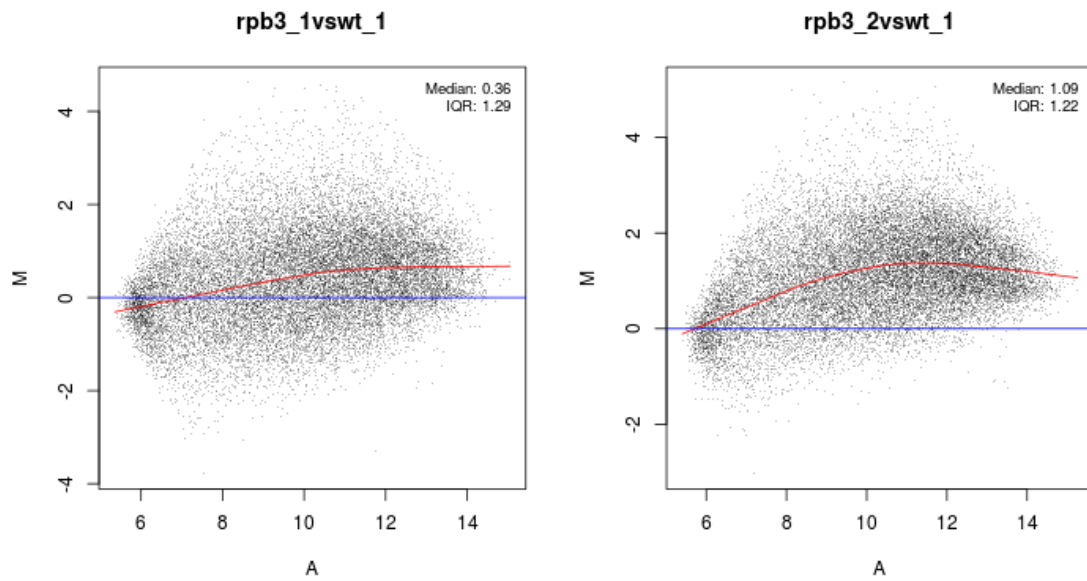 rpb3_1vswt_1
Median: 0.36
IQR: 1.29
4
2
0
-2
-4
M
6 8 10 12 14
A
rpb3_2vswt_1
Median: 1.09
IQR: 1.22
4
2
0
-2
M
6 8 10 12 14
A